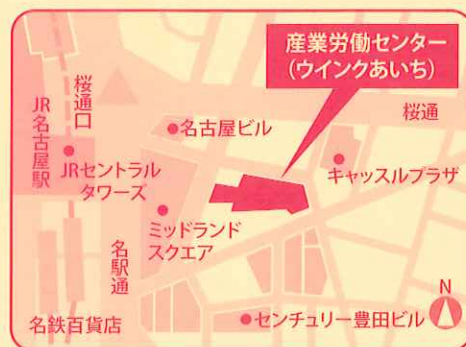 産業労働センター
(ウインクあいち)
桜通口
JR名古屋駅
桜通
名古屋ビル
JRセントラル
タワーズ
キャッスルプラザ
ミッドランド
スクエア
名駅通
N
名鉄百貨店
センチュリー豊田ビル